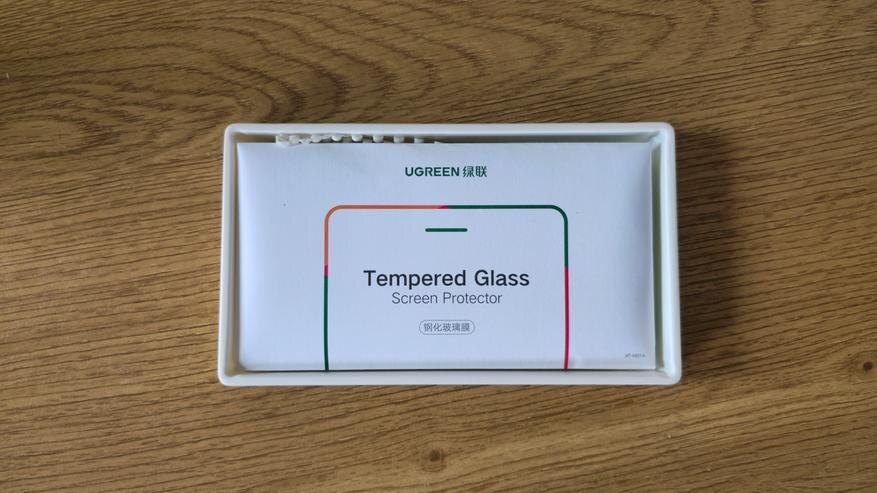 UGREEN 绿联
Tempered Glass
Screen Protector
钢化玻璃膜